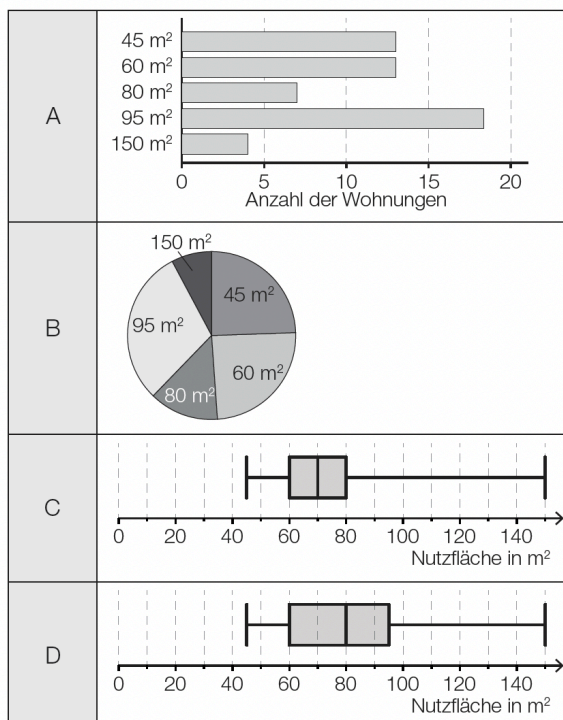 A
45 m²
60 m²
80 m²
95 m²
150 m²
0 5 10 15 20
Anzahl der Wohnungen
B
150 m²
45 m²
95 m²
60 m²
80 m²
C
0 20 40 60 80 100 120 140
Nutzfläche in m²
D
0 20 40 60 80 100 120 140
Nutzfläche in m²